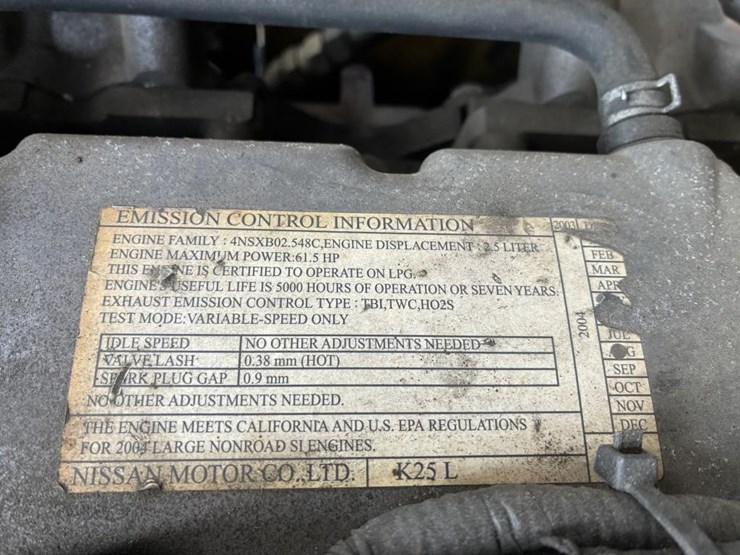 EMISSION CONTROL INFORMATION
ENGINE FAMILY : 4NSXB02.548C,ENGINE DISPLACEMENT : 2.5 LITER
ENGINE MAXIMUM POWER:61.5 HP
THIS ENGINE IS CERTIFIED TO OPERATE ON LPG.
ENGINE'S USEFUL LIFE IS 5000 HOURS OF OPERATION OR SEVEN YEARS.
EXHAUST EMISSION CONTROL TYPE : TBI,TWC,HO2S
TEST MODE:VARIABLE-SPEED ONLY
IDLE SPEED NO OTHER ADJUSTMENTS NEEDED
VALVE LASH 0.38 mm (HOT)
SPARK PLUG GAP 0.9 mm
NO OTHER ADJUSTMENTS NEEDED.
THE ENGINE MEETS CALIFORNIA AND U.S. EPA REGULATIONS
FOR 2004 LARGE NONROAD SI ENGINES.
NISSAN MOTOR CO.,LTD. K25 L
2003
2004
FEB
MAR
APR
JUL
SEP
OCT
NOV
DEC